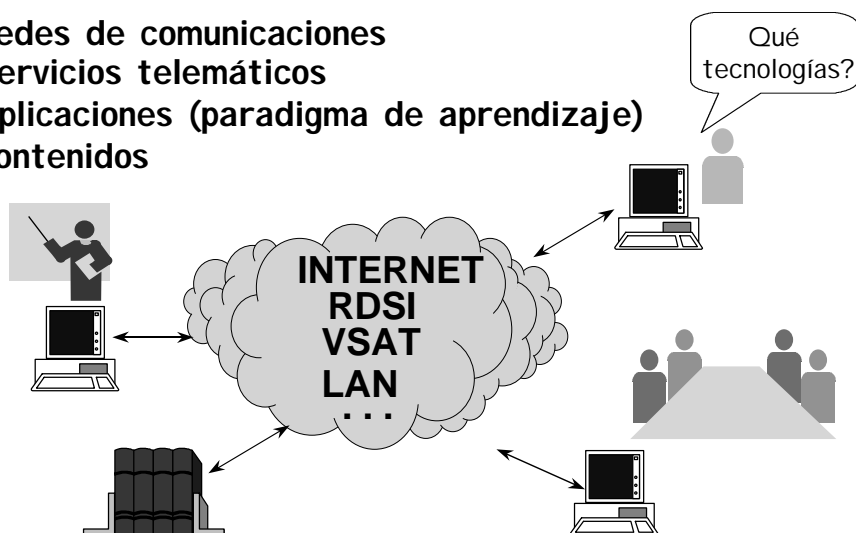 edes de comunicaciones
ervicios telemáticos
plicaciones (paradigma de aprendizaje)
ontenidos
Qué
tecnologías?
INTERNET
RDSI
VSAT
LAN
...